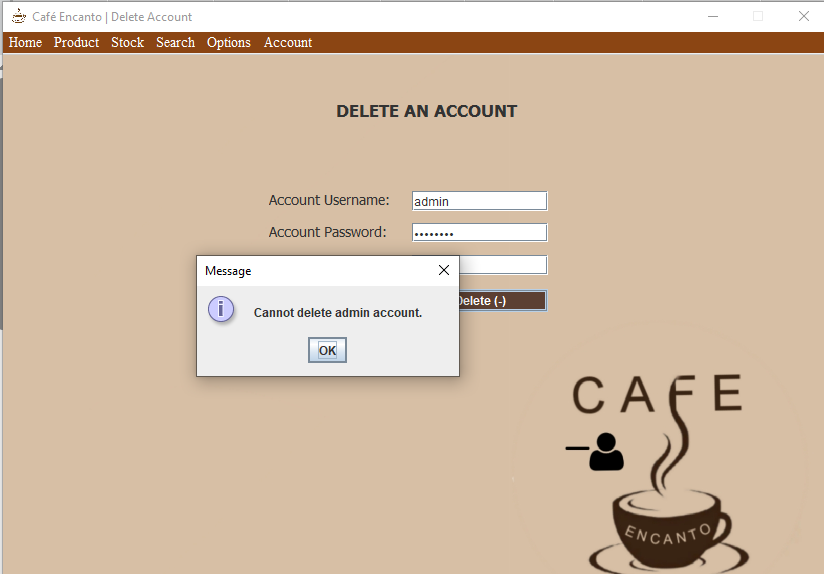 Café Encanto | Delete Account
Home Product Stock Search Options Account
DELETE AN ACCOUNT
Account Username: admin
Account Password: ••••••••
Message
Delete (-)
Cannot delete admin account.
OK
CAFE
ENCANTO